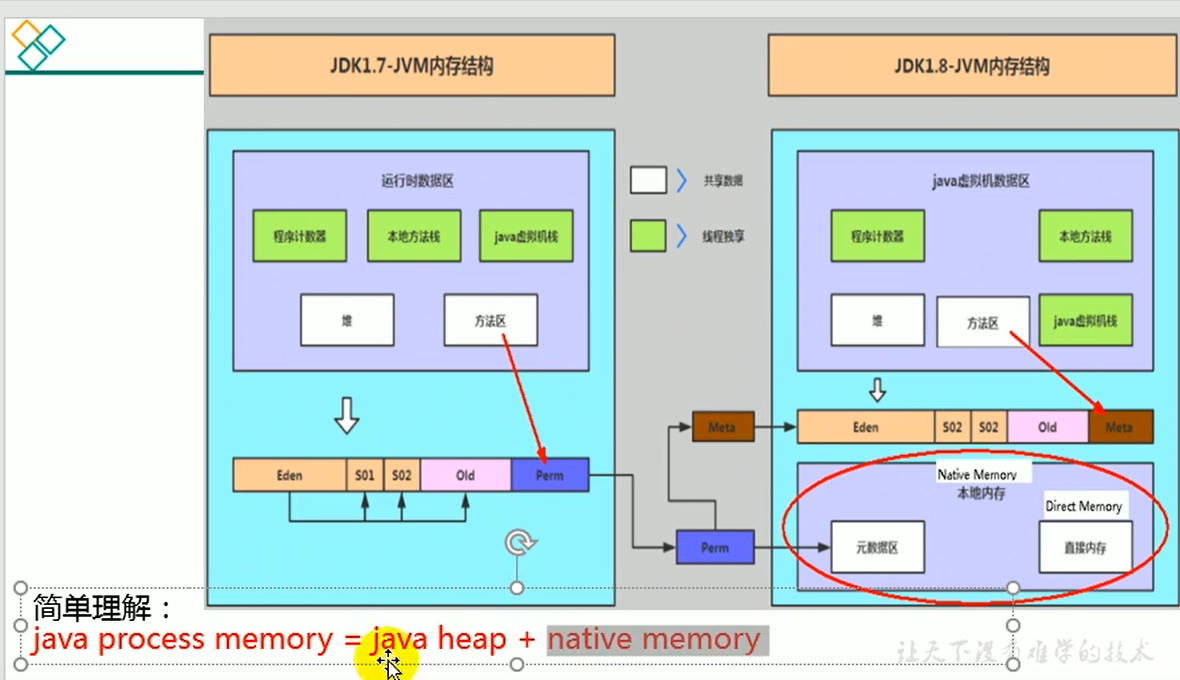 JDK1.7-JVM内存结构
JDK1.8-JVM内存结构
运行时数据区
程序计数器
本地方法栈
java虚拟机栈
堆
方法区
Eden
S01
S02
Old
Perm
共享数据
线程独享
Meta
Perm
java虚拟机数据区
程序计数器
本地方法栈
堆
方法区
java虚拟机栈
Eden
S02
S02
Old
Meta
Native Memory
本地内存
Direct Memory
元数据区
直接内存
简单理解：
java process memory = java heap + native memory
让天下没有难学的技术